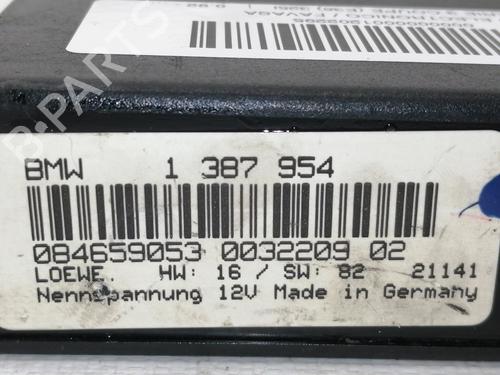 BMW 1 387 954
084659053 0032209 02
LOEWE. HW: 16 / SW: 82 21141
Nennspannung 12V Made in Germany
B-PARTS